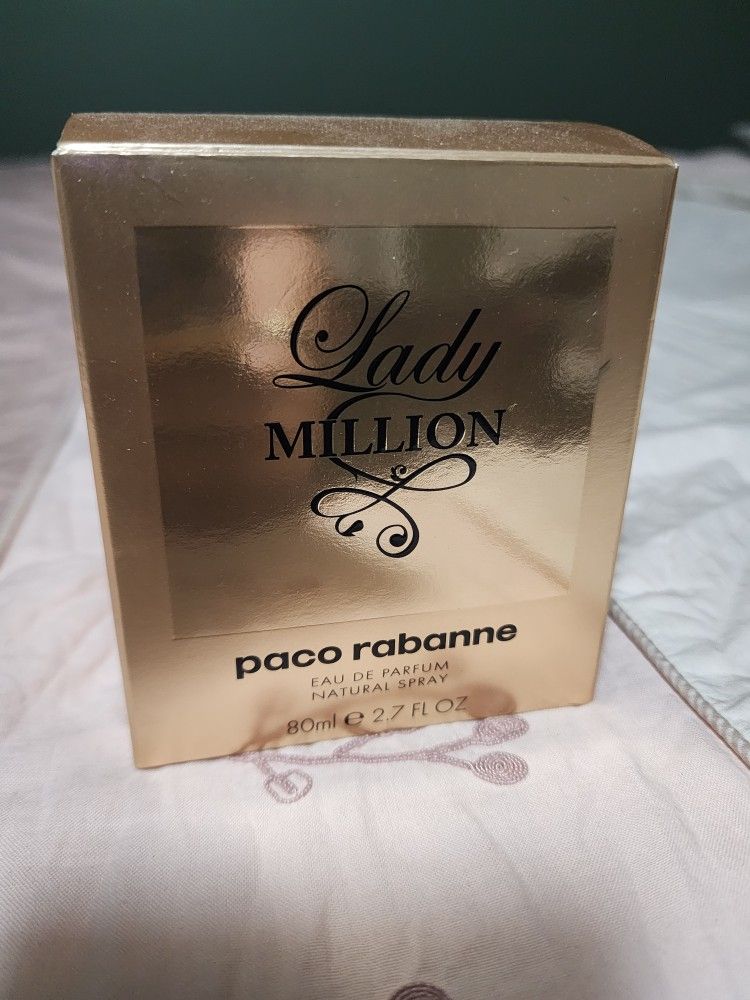 Lady
MILLION
paco rabanne
EAU DE PARFUM
NATURAL SPRAY
80ml ℮ 2.7 FL OZ